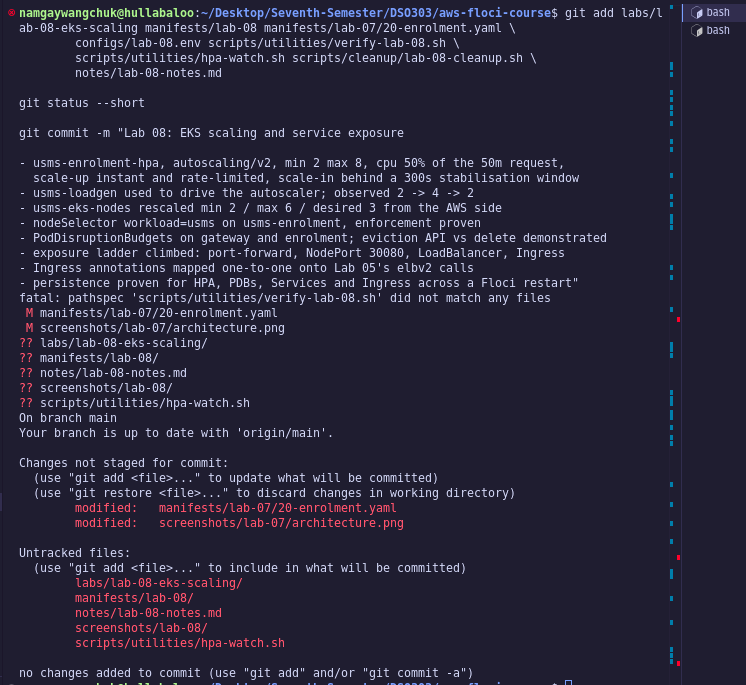 namgaywangchuk@hullabaloo:~/Desktop/Seventh-Semester/DSO303/aws-floci-course$ git add labs/l
ab-08-eks-scaling manifests/lab-08 manifests/lab-07/20-enrolment.yaml \
configs/lab-08.env scripts/utilities/verify-lab-08.sh \
scripts/utilities/hpa-watch.sh scripts/cleanup/lab-08-cleanup.sh \
notes/lab-08-notes.md
git status --short
git commit -m "Lab 08: EKS scaling and service exposure
- usms-enrolment-hpa, autoscaling/v2, min 2 max 8, cpu 50% of the 50m request,
scale-up instant and rate-limited, scale-in behind a 300s stabilisation window
- usms-loadgen used to drive the autoscaler; observed 2 -> 4 -> 2
- usms-eks-nodes rescaled min 2 / max 6 / desired 3 from the AWS side
- nodeSelector workload=usms on usms-enrolment, enforcement proven
- PodDisruptionBudgets on gateway and enrolment; eviction API vs delete demonstrated
- exposure ladder climbed: port-forward, NodePort 30080, LoadBalancer, Ingress
- Ingress annotations mapped one-to-one onto Lab 05's elbv2 calls
- persistence proven for HPA, PDBs, Services and Ingress across a Floci restart"
fatal: pathspec 'scripts/utilities/verify-lab-08.sh' did not match any files
M manifests/lab-07/20-enrolment.yaml
M screenshots/lab-07/architecture.png
?? labs/lab-08-eks-scaling/
?? manifests/lab-08/
?? notes/lab-08-notes.md
?? screenshots/lab-08/
?? scripts/utilities/hpa-watch.sh
On branch main
Your branch is up to date with 'origin/main'.
Changes not staged for commit:
(use "git add <file>..." to update what will be committed)
(use "git restore <file>..." to discard changes in working directory)
modified:   manifests/lab-07/20-enrolment.yaml
modified:   screenshots/lab-07/architecture.png
Untracked files:
(use "git add <file>..." to include in what will be committed)
labs/lab-08-eks-scaling/
manifests/lab-08/
notes/lab-08-notes.md
screenshots/lab-08/
scripts/utilities/hpa-watch.sh
no changes added to commit (use "git add" and/or "git commit -a")
bash
bash